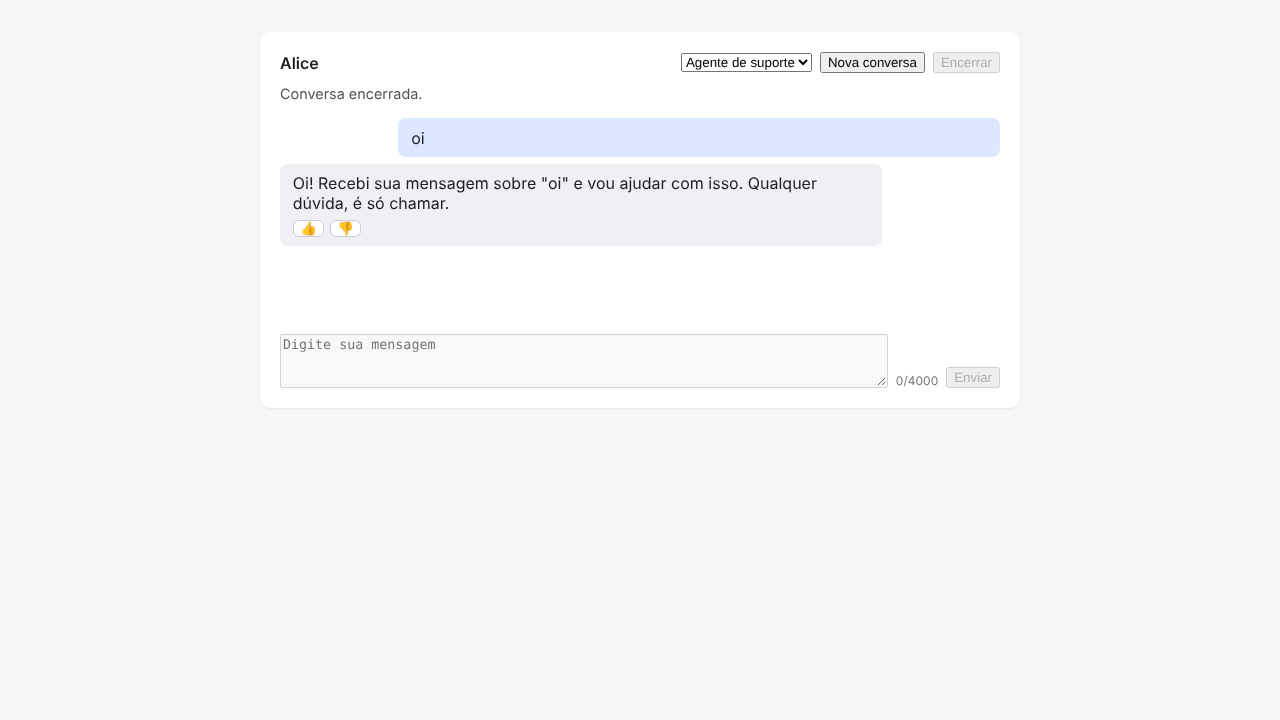 Alice
Agente de suporte
Nova conversa
Encerrar
Conversa encerrada.
oi
Oi! Recebi sua mensagem sobre "oi" e vou ajudar com isso. Qualquer
dúvida, é só chamar.
👍 👎
Digite sua mensagem
0/4000
Enviar